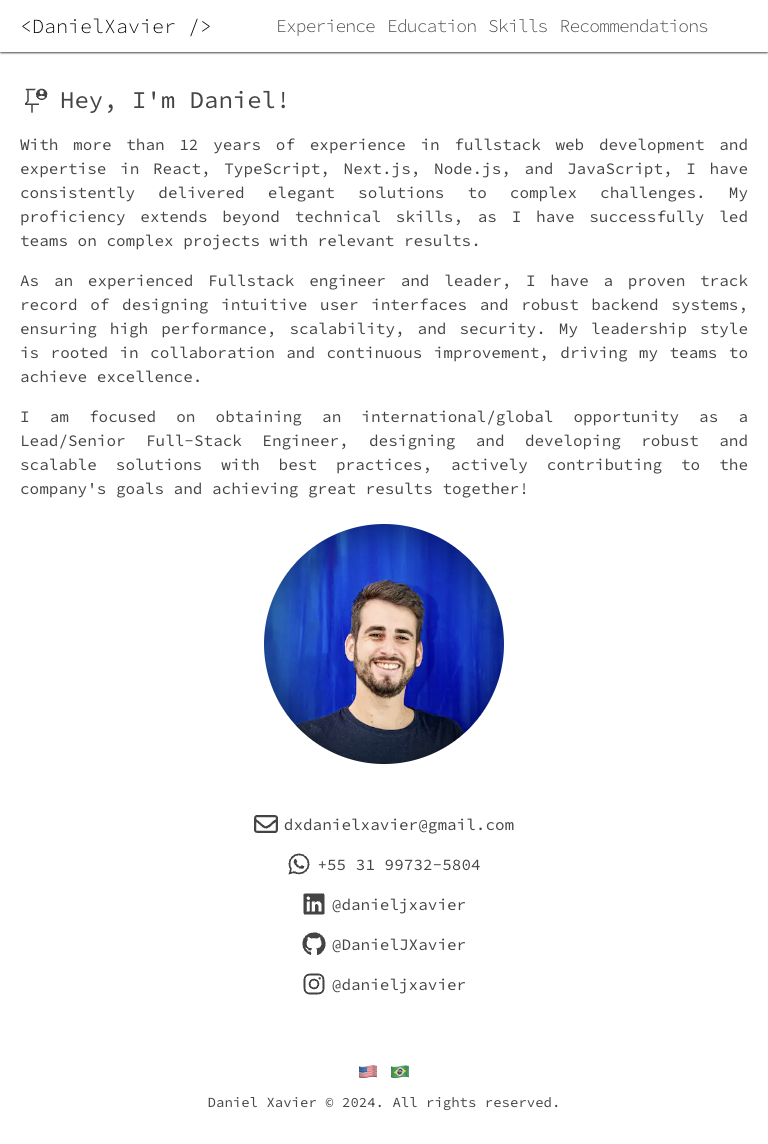 <DanielXavier />
Experience Education Skills Recommendations
Hey, I'm Daniel!
With more than 12 years of experience in fullstack web development and
expertise in React, TypeScript, Next.js, Node.js, and JavaScript, I have
consistently delivered elegant solutions to complex challenges. My
proficiency extends beyond technical skills, as I have successfully led
teams on complex projects with relevant results.
As an experienced Fullstack engineer and leader, I have a proven track
record of designing intuitive user interfaces and robust backend systems,
ensuring high performance, scalability, and security. My leadership style
is rooted in collaboration and continuous improvement, driving my teams to
achieve excellence.
I am focused on obtaining an international/global opportunity as a
Lead/Senior Full-Stack Engineer, designing and developing robust and
scalable solutions with best practices, actively contributing to the
company's goals and achieving great results together!
dxdanielxavier@gmail.com
+55 31 99732-5804
@danieljxavier
@DanielJXavier
@danieljxavier
Daniel Xavier © 2024. All rights reserved.